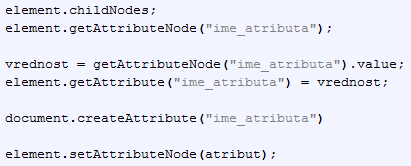 element.childNodes;
element.getAttributeNode("ime_atributa");
vrednost = getAttributeNode("ime_atributa").value;
element.getAttribute("ime_atributa") = vrednost;
document.createAttribute("ime_atributa")
element.setAttributeNode(atribut);